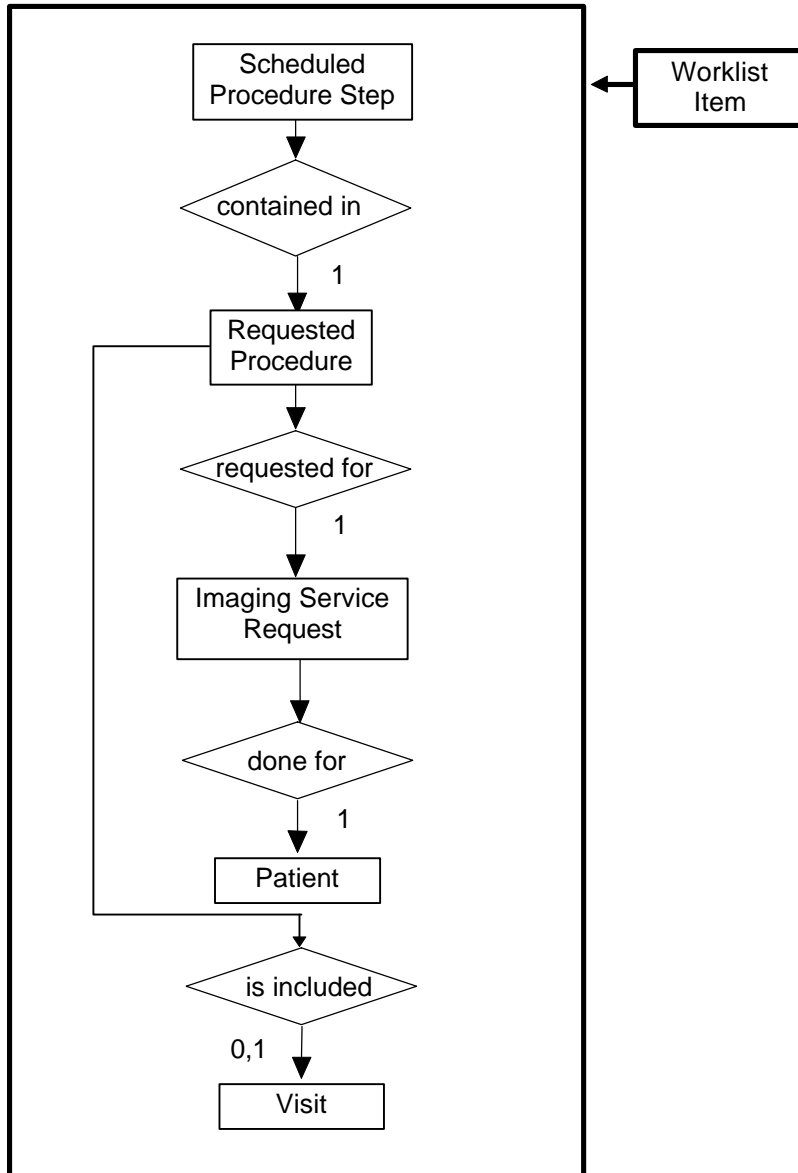 Scheduled
Procedure Step
Worklist
Item
contained in
1
Requested
Procedure
requested for
1
Imaging Service
Request
done for
1
Patient
is included
0,1
Visit